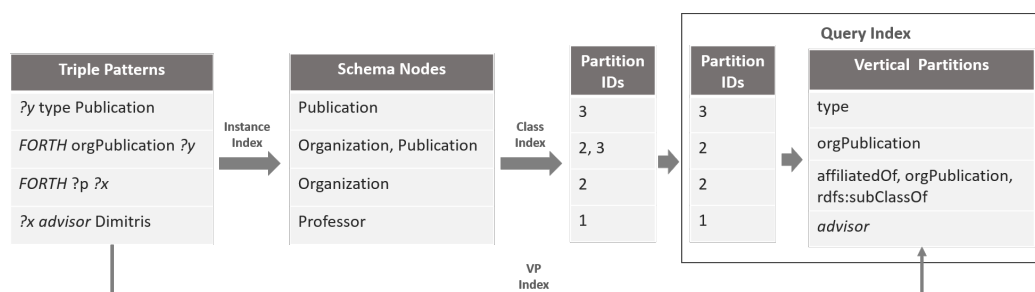 Query Index
Triple Patterns
?y type Publication
FORTH orgPublication ?y
FORTH ?p ?x
?x advisor Dimitris
Instance
Index
Schema Nodes
Publication
Organization, Publication
Organization
Professor
Class
Index
Partition
IDs
3
2, 3
2
1
Partition
IDs
3
2
2
1
Vertical Partitions
type
orgPublication
affiliatedOf, orgPublication,
rdfs:subClassOf
advisor
VP
Index